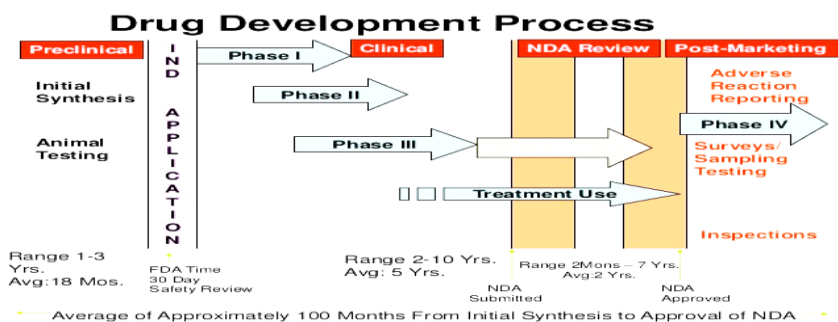 Drug Development Process
Preclinical
IND APPLICATION
Clinical
NDA Review
Post-Marketing
Phase I
Initial
Synthesis
Phase II
Adverse
Reaction
Reporting
Animal
Testing
Phase III
Phase IV
Surveys/
Sampling
Testing
Treatment Use
Inspections
Range 1-3
Yrs.
Avg:18 Mos.
FDA Time
30 Day
Safety Review
Range 2-10 Yrs.
Avg: 5 Yrs.
Range 2Mons – 7 Yrs.
Avg:2 Yrs.
NDA
Submitted
NDA
Approved
Average of Approximately 100 Months From Initial Synthesis to Approval of NDA